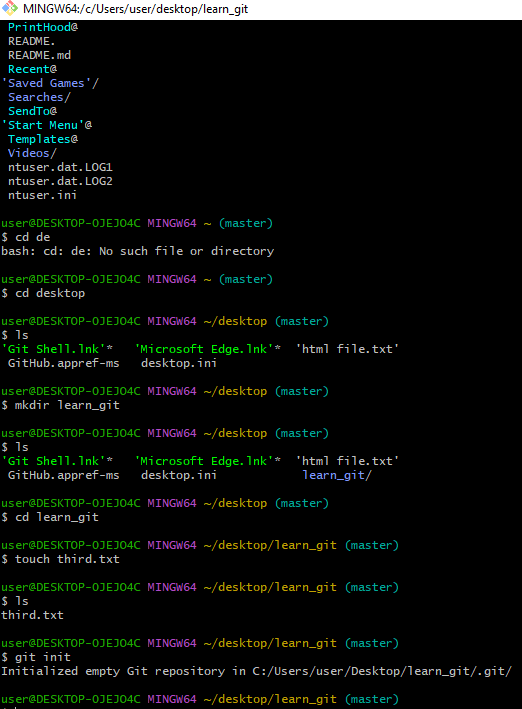 MINGW64:/c/Users/user/desktop/learn_git
PrintHood@
README.
README.md
Recent@
'Saved Games'/
Searches/
SendTo@
'Start Menu'@
Templates@
Videos/
ntuser.dat.LOG1
ntuser.dat.LOG2
ntuser.ini
user@DESKTOP-OJEJO4C MINGW64 ~ (master)
$ cd de
bash: cd: de: No such file or directory
user@DESKTOP-OJEJO4C MINGW64 ~ (master)
$ cd desktop
user@DESKTOP-OJEJO4C MINGW64 ~/desktop (master)
$ ls
'Git Shell.lnk'* 'Microsoft Edge.lnk'* 'html file.txt'
GitHub.appref-ms desktop.ini
user@DESKTOP-OJEJO4C MINGW64 ~/desktop (master)
$ mkdir learn_git
user@DESKTOP-OJEJO4C MINGW64 ~/desktop (master)
$ ls
'Git Shell.lnk'* 'Microsoft Edge.lnk'* 'html file.txt'
GitHub.appref-ms desktop.ini learn_git/
user@DESKTOP-OJEJO4C MINGW64 ~/desktop (master)
$ cd learn_git
user@DESKTOP-OJEJO4C MINGW64 ~/desktop/learn_git (master)
$ touch third.txt
user@DESKTOP-OJEJO4C MINGW64 ~/desktop/learn_git (master)
$ ls
third.txt
user@DESKTOP-OJEJO4C MINGW64 ~/desktop/learn_git (master)
$ git init
Initialized empty Git repository in C:/Users/user/Desktop/learn_git/.git/
user@DESKTOP-OJEJO4C MINGW64 ~/desktop/learn_git (master)